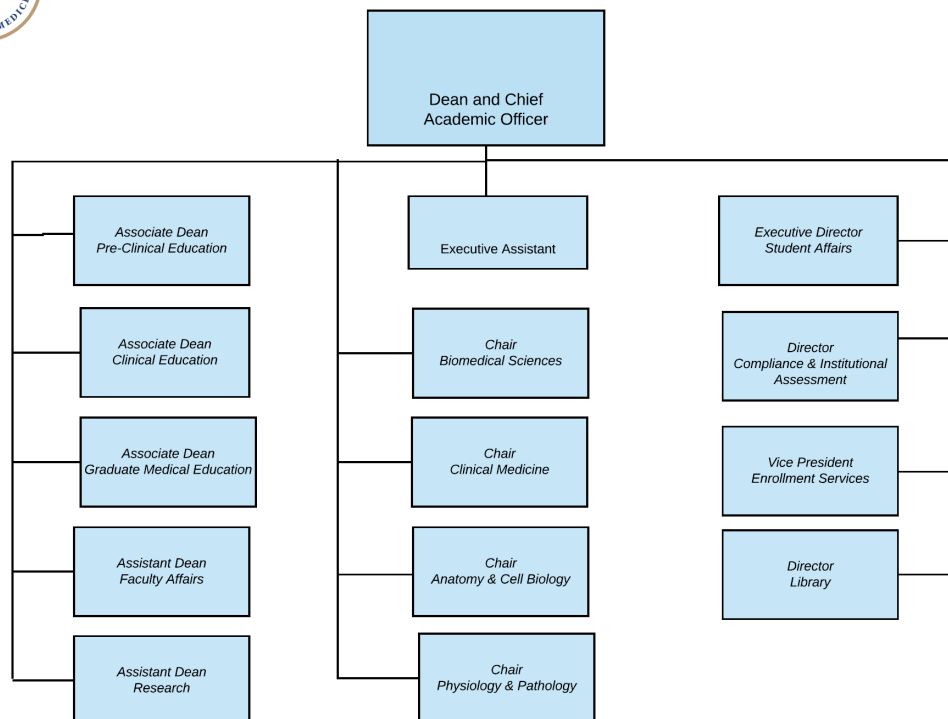 MEDICI
Dean and Chief
Academic Officer
Associate Dean
Pre-Clinical Education
Executive Assistant
Executive Director
Student Affairs
Associate Dean
Clinical Education
Chair
Biomedical Sciences
Director
Compliance & Institutional
Assessment
Associate Dean
Graduate Medical Education
Chair
Clinical Medicine
Vice President
Enrollment Services
Assistant Dean
Faculty Affairs
Chair
Anatomy & Cell Biology
Director
Library
Assistant Dean
Research
Chair
Physiology & Pathology